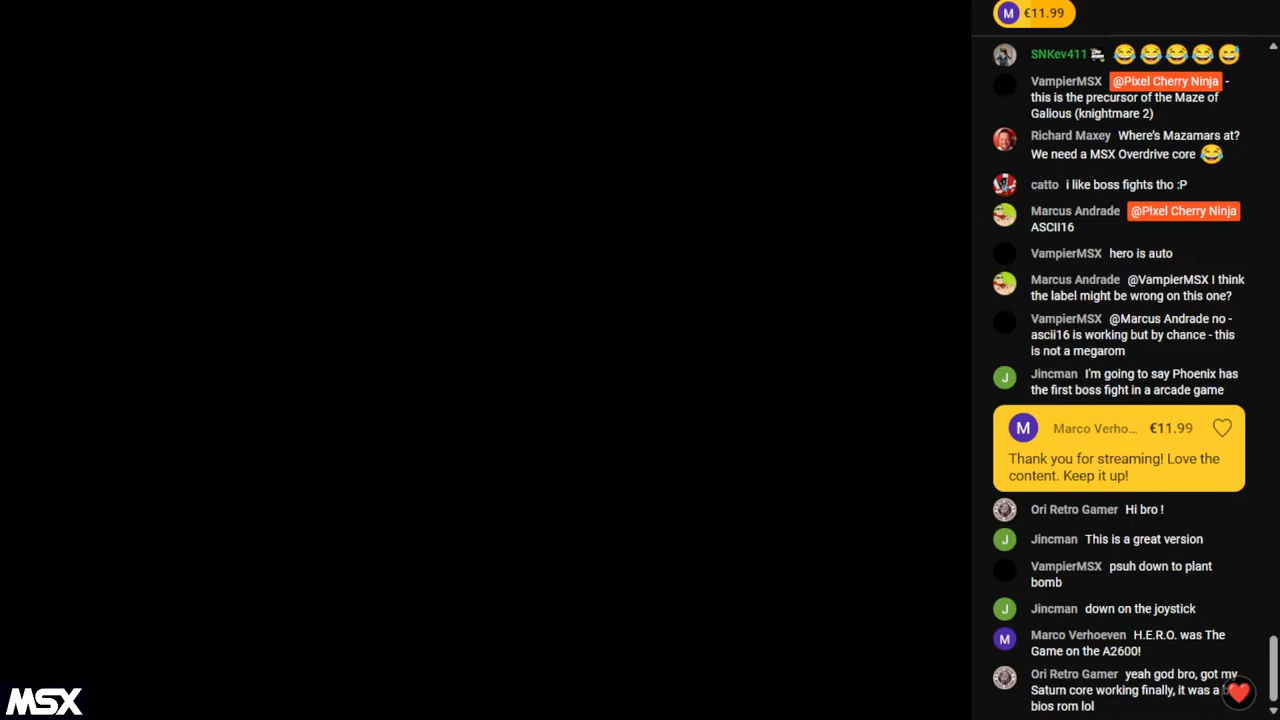 M €11.99
SNKev411
VampierMSX @Pixel Cherry Ninja -
this is the precursor of the Maze of
Galious (knightmare 2)
Richard Maxey Where's Mazamars at?
We need a MSX Overdrive core
catto i like boss fights tho :P
Marcus Andrade @Pixel Cherry Ninja
ASCII16
VampierMSX hero is auto
Marcus Andrade @VampierMSX I think
the label might be wrong on this one?
VampierMSX @Marcus Andrade no -
ascii16 is working but by chance - this
is not a megarom
J Jincman I'm going to say Phoenix has
the first boss fight in a arcade game
M Marco Verho... €11.99
Thank you for streaming! Love the
content. Keep it up!
Ori Retro Gamer Hi bro !
J Jincman This is a great version
VampierMSX psuh down to plant
bomb
J Jincman down on the joystick
M Marco Verhoeven H.E.R.O. was The
Game on the A2600!
Ori Retro Gamer yeah god bro, got my
Saturn core working finally, it was a
bios rom lol
MSX